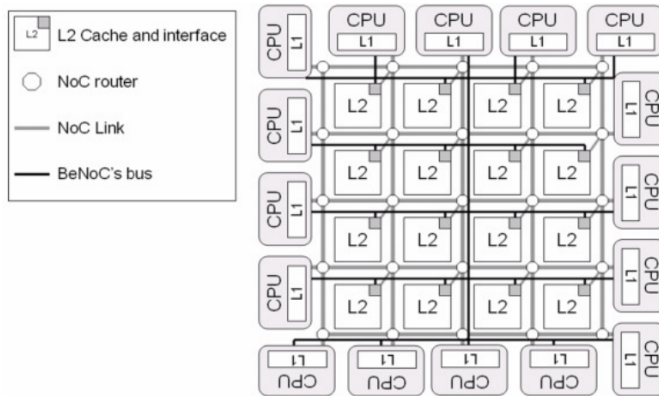 L2 L2 Cache and interface
NoC router
NoC Link
BeNoC's bus
CPU L1
CPU CPU CPU CPU
L1 L1 L1 L1
L2 L2 L2 L2
L1 CPU
CPU L1
L2 L2 L2 L2
L1 CPU
CPU L1
L2 L2 L2 L2
L1 CPU
CPU L1
L2 L2 L2 L2
L1 CPU
L1 L1 L1 L1
CPU CPU CPU CPU